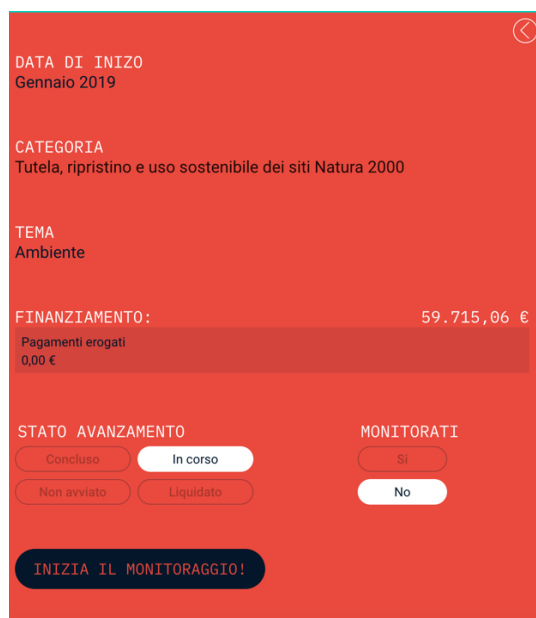 DATA DI INIZO
Gennaio 2019
CATEGORIA
Tutela, ripristino e uso sostenibile dei siti Natura 2000
TEMA
Ambiente
FINANZIAMENTO: 59.715,06 €
Pagamenti erogati
0,00 €
STATO AVANZAMENTO MONITORATI
Concluso In corso Si
Non avviato Liquidato No
INIZIA IL MONITORAGGIO!